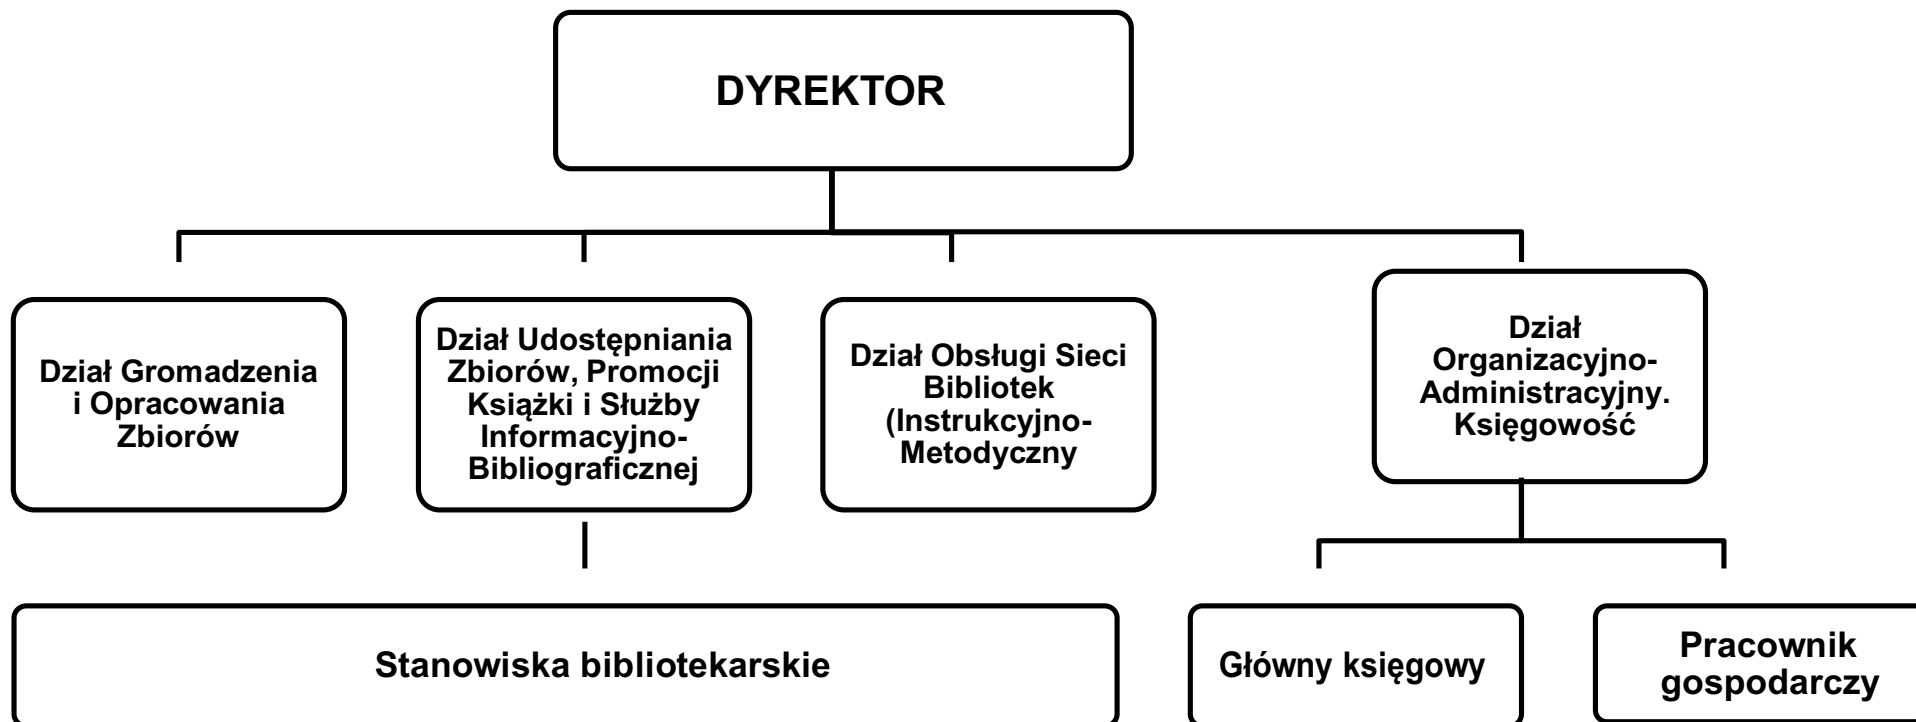 DYREKTOR
Dział Gromadzenia
i Opracowania
Zbiorów
Dział Udostępniania
Zbiorów, Promocji
Książki i Służby
Informacyjno-
Bibliograficznej
Dział Obsługi Sieci
Bibliotek
(Instrukcyjno-
Metodyczny
Dział
Organizacyjno-
Administracyjny.
Księgowość
Stanowiska bibliotekarskie
Główny księgowy
Pracownik
gospodarczy